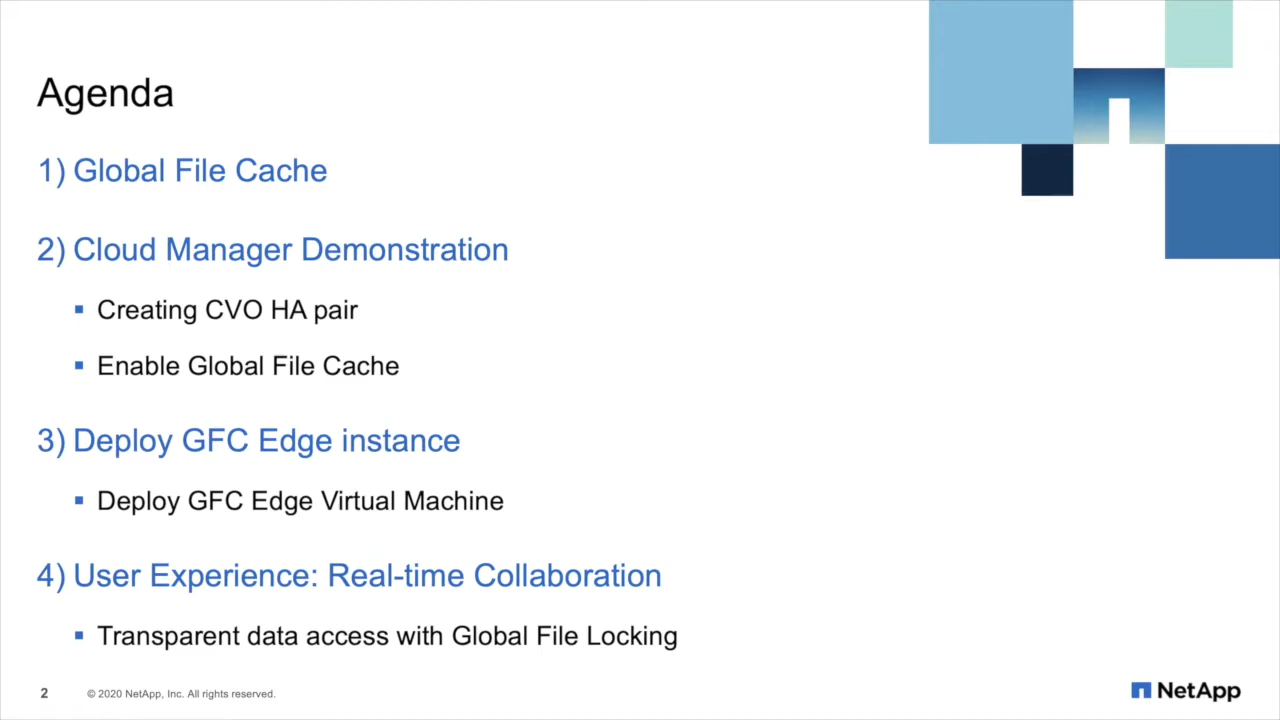 Agenda
1) Global File Cache
2) Cloud Manager Demonstration
▪ Creating CVO HA pair
▪ Enable Global File Cache
3) Deploy GFC Edge instance
▪ Deploy GFC Edge Virtual Machine
4) User Experience: Real-time Collaboration
▪ Transparent data access with Global File Locking
2 © 2020 NetApp, Inc. All rights reserved.
NetApp